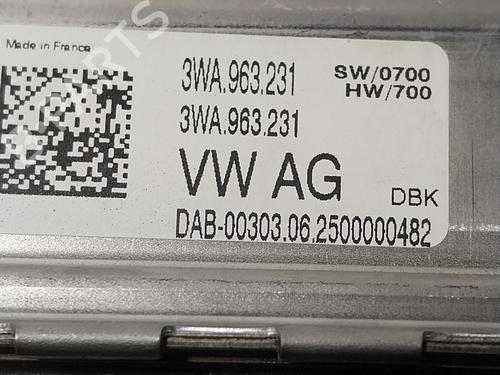 Made in France
3WA.963.231 SW/0700
HW/700
3WA.963.231
VW AG DBK
DAB-00303.06.2500000482
PARTS